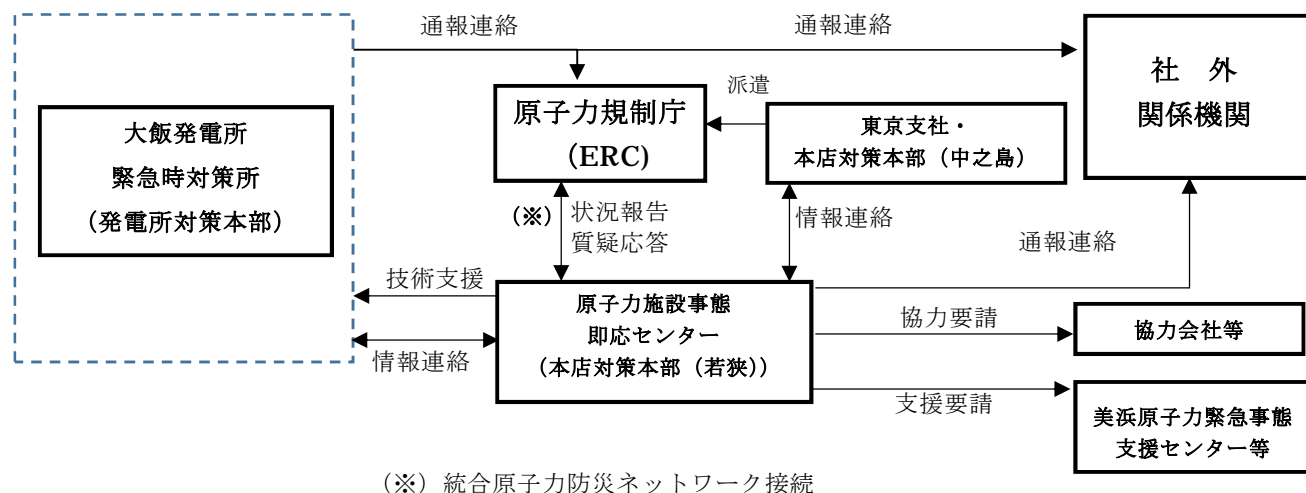 通報連絡
通報連絡
社　外
関係機関
原子力規制庁
（ERC）
派遣
東京支社・
本店対策本部（中之島）
大飯発電所
緊急時対策所
（発電所対策本部）
（※）
状況報告
質疑応答
情報連絡
通報連絡
技術支援
原子力施設事態
即応センター
（本店対策本部（若狭））
協力要請
協力会社等
情報連絡
支援要請
美浜原子力緊急事態
支援センター等
（※）統合原子力防災ネットワーク接続